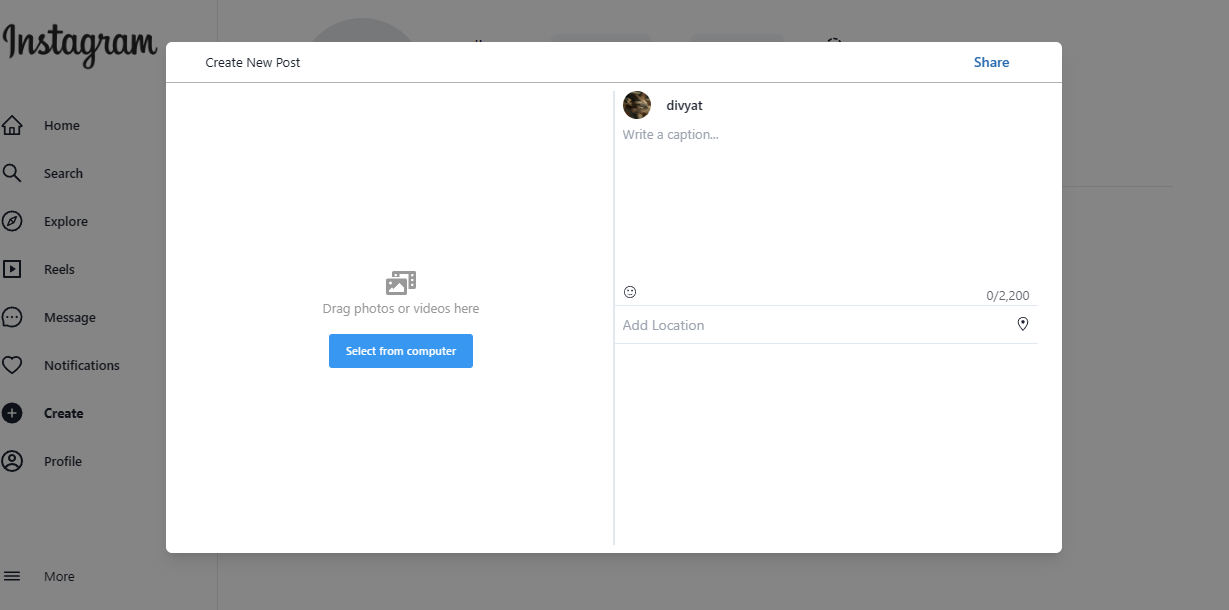 Instagram
Home
Search
Explore
Reels
Message
Notifications
Create
Profile
More
Create New Post
Share
Drag photos or videos here
Select from computer
divyat
Write a caption...
0/2,200
Add Location